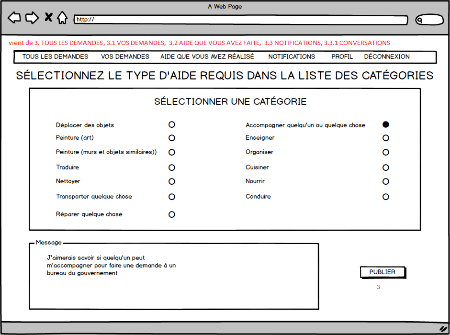 A Web Page
http://
vient de 3. TOUS LES DEMANDES, 3.1 VOS DEMANDES, 3.2 AIDE QUE VOUS AVEZ FAITE, 3.3 NOTIFICATIONS, 3.3.1 CONVERSATIONS
TOUS LES DEMANDES VOS DEMANDES AIDE QUE VOUS AVEZ RÉALISÉ NOTIFICATIONS PROFIL DÉCONNECTION
SÉLECTIONNEZ LE TYPE D'AIDE REQUIS DANS LA LISTE DES CATÉGORIES
SÉLECTIONNER UNE CATÉGORIE
Déplacer des objets Accompagner quelqu'un ou quelque chose
Peinture (art) Enseigner
Peinture (murs et objets similaires)) Organiser
Traduire Cuisiner
Nettoyer Nourrir
Transporter quelque chose Conduire
Réparer quelque chose
Message
J'aimerais savoir si quelqu'un peut
m'accompagner pour faire une demande à un
bureau du gouvernement
PUBLIER
3